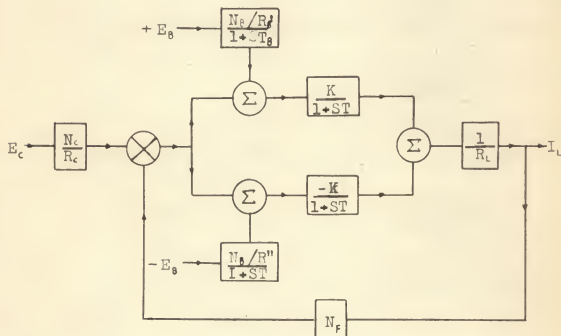 + E_B
N_B/R'_B
1+ST_B
Σ
K
1+ST
E_C
N_C
R_C
Σ
1
R_L
I_L
Σ
-K
1+ST
- E_B
N_B/R"
1+ST
N_F